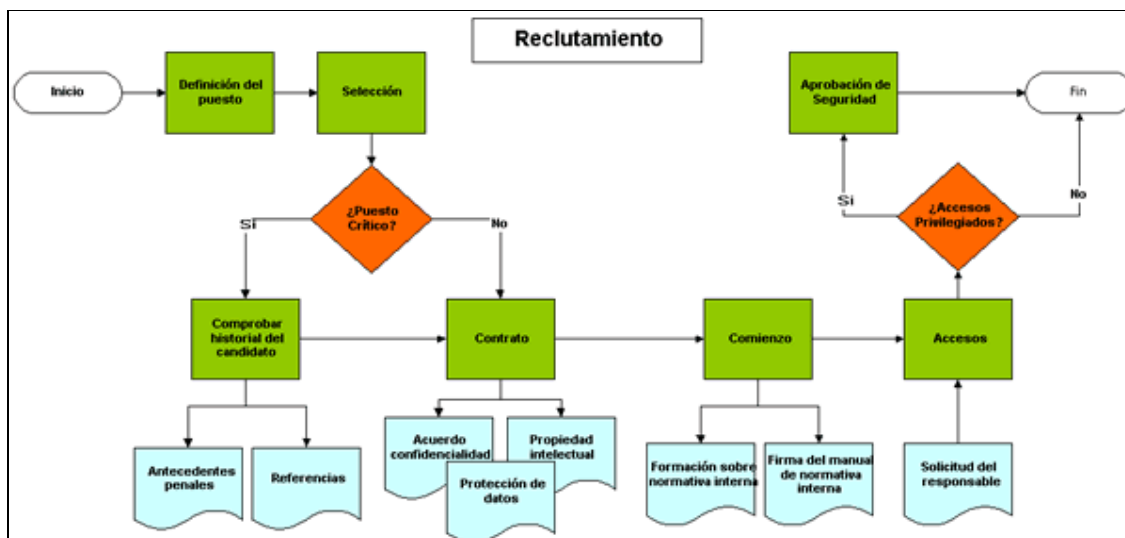 Reclutamiento
Inicio
Definición del
puesto
Selección
Aprobación de
Seguridad
Fin
¿Puesto
Crítico?
Sí
No
¿Accesos
Privilegiados?
Sí
No
Comprobar
historial del
candidato
Contrato
Comienzo
Accesos
Antecedentes
penales
Referencias
Acuerdo
confidencialidad
Propiedad
intelectual
Protección de
datos
Formación sobre
normativa interna
Firma del manual
de normativa
interna
Solicitud del
responsable